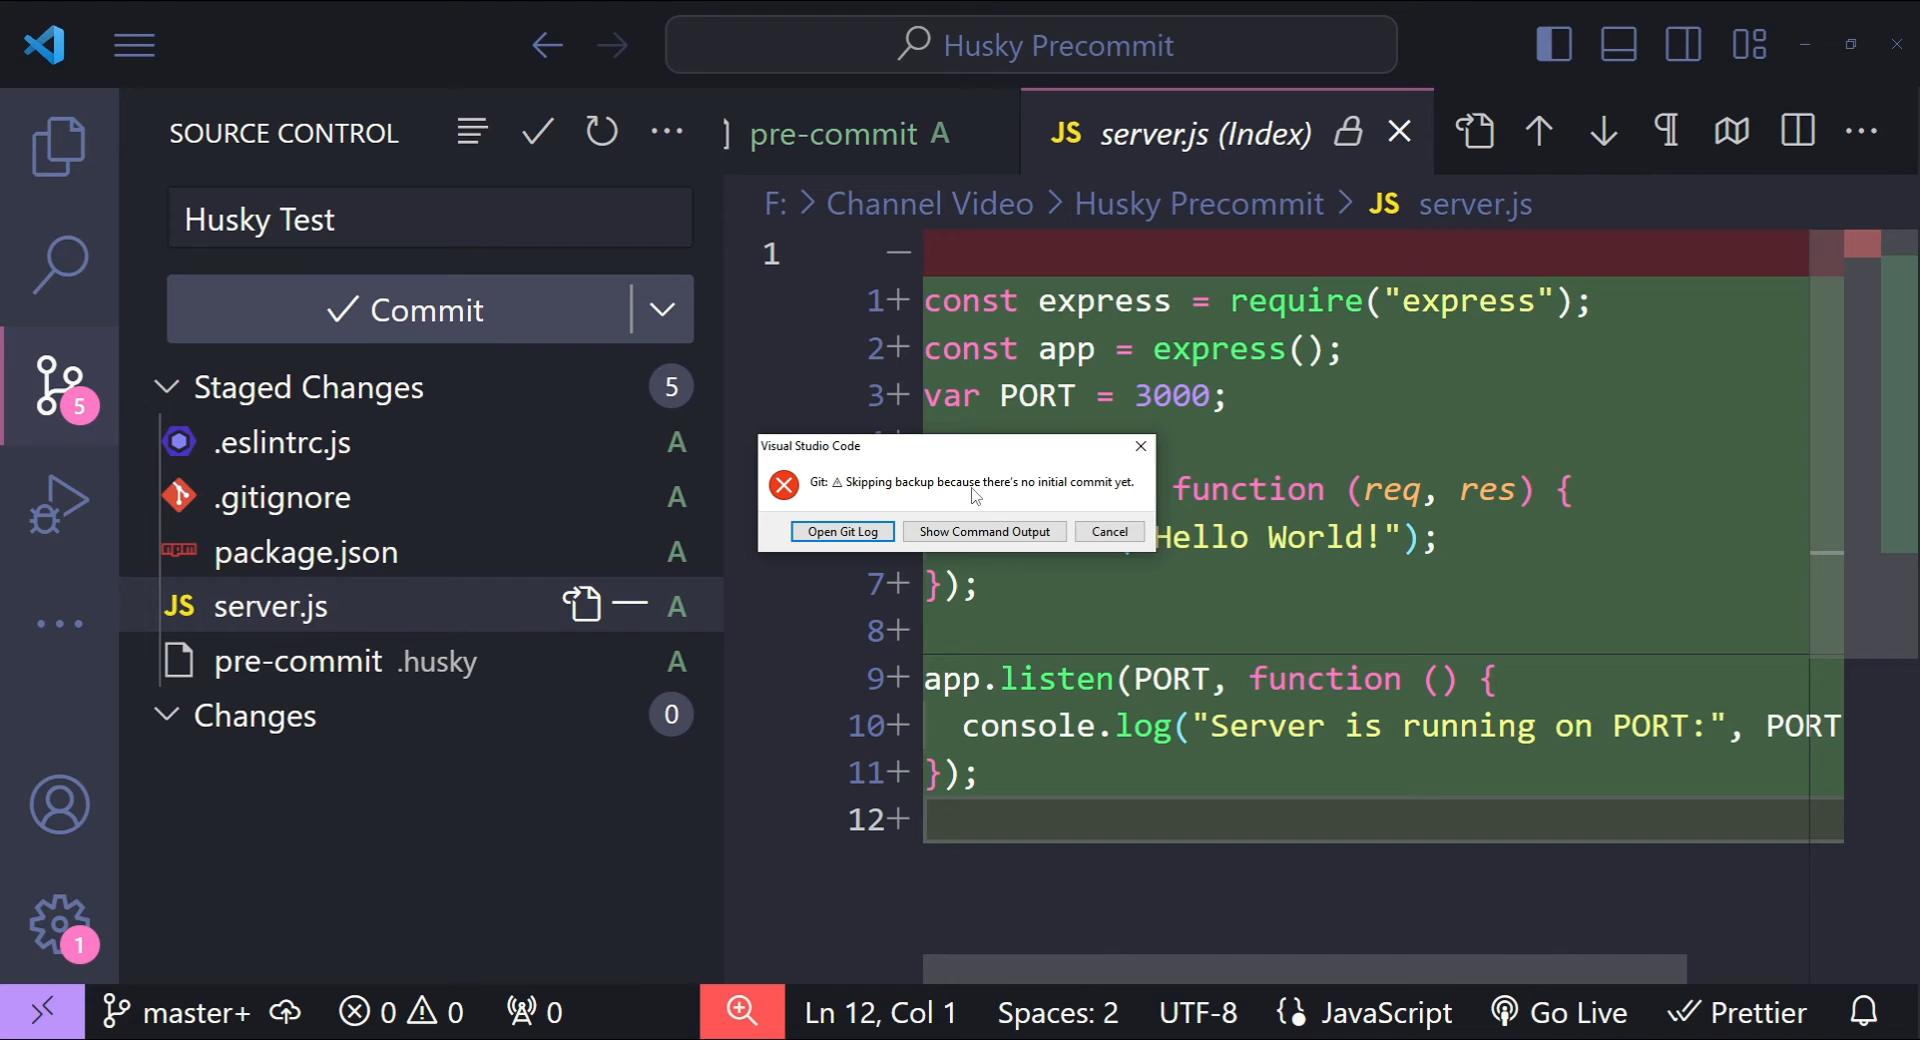 Husky Precommit
SOURCE CONTROL
pre-commit A
JS server.js (Index)
Husky Test
F: > Channel Video > Husky Precommit > JS server.js
Commit
Staged Changes 5
.eslintrc.js A
.gitignore A
npm package.json A
JS server.js A
pre-commit .husky A
Changes 0
5
1
1 —
1+ const express = require("express");
2+ const app = express();
3+ var PORT = 3000;
function (req, res) {
Hello World!");
7+ });
8+
9+ app.listen(PORT, function () {
10+ console.log("Server is running on PORT:", PORT
11+ });
12+
Visual Studio Code
Git: ⚠ Skipping backup because there's no initial commit yet.
Open Git Log Show Command Output Cancel
master+ 0 0 0 Ln 12, Col 1 Spaces: 2 UTF-8 JavaScript Go Live Prettier